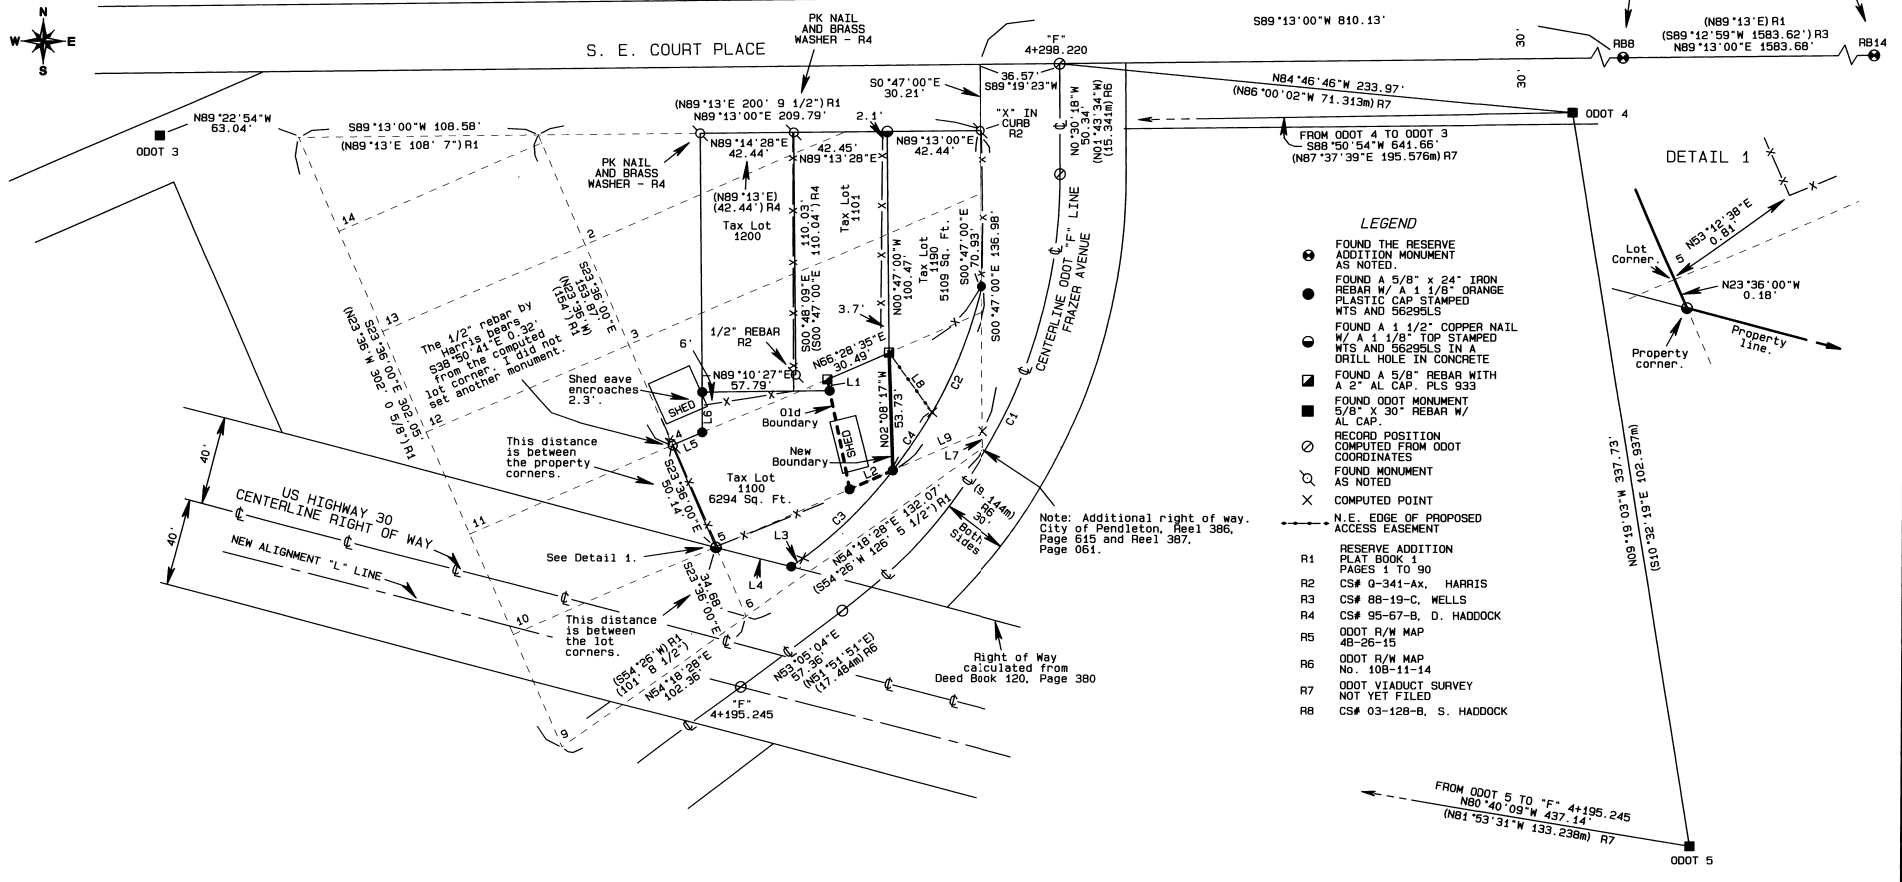 N
W E
S
S. E. COURT PLACE
PK NAIL
AND BRASS
WASHER - R4
"F"
4+298.220
S89°13'00"W 810.13'
30'
30'
RB8
(N89°13'E)R1
(S89°12'59"W 1583.62')R3
N89°13'00"E 1583.68'
RB14
ODOT 3
N89°22'54"W
63.04'
S89°13'00"W 108.58'
(N89°13'E 108' 7")R1
(N89°13'E 200' 9 1/2")R1
N89°13'00"E 209.79'
S0°47'00"E
30.21'
36.57'
S89°19'23"W
"X" IN
CURB
R2
2.1'
N0°30'18"W
50.34'
(N01°43'34"W)
(15.341m)R6
N84°46'46"W 233.97'
(N86°00'02"W 71.313m)R7
ODOT 4
FROM ODOT 4 TO ODOT 3
S88°50'54"W 641.66'
(N87°37'39"E 195.576m)R7
PK NAIL
AND BRASS
WASHER - R4
N89°14'28"E
42.44'
42.45'
N89°13'28"E
N89°13'00"E
42.44'
(N89°13'E)
(42.44')R4
Tax Lot
1200
110.03'
110.04')R4
S00°48'09"E
(S00°47'00"E
Tax Lot
1101
N00°47'00"W
100.47'
Tax Lot
1190
5109 Sq. Ft.
S00°47'00"E
70.93'
S00°47'00"E 136.98'
CENTERLINE ODOT "F" LINE
FRAZER AVENUE
14
2
13
3
12
4
11
5
10
6
9
S23°36'00"E
153.87'
(N23°36'W)
(154')R1
S23°36'00"E 302.05'
(N23°36'W 302' 0 5/8")R1
The 1/2" rebar by
Harris bears
S38°50'41"E 0.32'
from the computed
lot corner. I did not
set another monument.
1/2" REBAR
R2
3.7'
6'
N66°28'35"E
30.49'
N89°10'27"E
57.79'
L1
Shed eave
encroaches
2.3'.
SHED
L6
L5
Old
Boundary
SHED
New
Boundary
N02°08'17"W
53.73'
L8
C2
C4
C1
L9
L7
L2
This distance
is between
the property
corners.
S23°36'00"E
50.14'
Tax Lot
1100
6294 Sq. Ft.
C3
L3
L4
See Detail 1.
N54°18'28"E 132.07'
(S54°26'W 126' 5 1/2")R1
(9.144m)
R6
30'
Both
Sides
Note: Additional right of way.
City of Pendleton, Reel 386,
Page 615 and Reel 387,
Page 061.
40'
40'
US HIGHWAY 30
CENTERLINE RIGHT OF WAY
NEW ALIGNMENT "L" LINE
34.68'
S23°36'00"E
This distance
is between
the lot
corners.
(S54°26'W)R1
(101' 8 1/2")
N54°18'28"E
102.36'
N53°05'04"E
57.36'
(N51°51'51"E)
(17.484m)R6
"F"
4+195.245
Right of Way
calculated from
Deed Book 120, Page 380
DETAIL 1
N53°12'38"E
0.81'
Lot
Corner.
5
N23°36'00"W
0.18'
Property
line.
Property
corner.
LEGEND
FOUND THE RESERVE
ADDITION MONUMENT
AS NOTED.
FOUND A 5/8" x 24" IRON
REBAR W/ A 1 1/8" ORANGE
PLASTIC CAP STAMPED
WTS AND 56295LS
FOUND A 1 1/2" COPPER NAIL
W/ A 1 1/8" TOP STAMPED
WTS AND 56295LS IN A
DRILL HOLE IN CONCRETE
FOUND A 5/8" REBAR WITH
A 2" AL CAP. PLS 933
FOUND ODOT MONUMENT
5/8" X 30" REBAR W/
AL CAP.
RECORD POSITION
COMPUTED FROM ODOT
COORDINATES
FOUND MONUMENT
AS NOTED
COMPUTED POINT
N.E. EDGE OF PROPOSED
ACCESS EASEMENT
R1 RESERVE ADDITION
PLAT BOOK 1
PAGES 1 TO 90
R2 CS# Q-341-Ax, HARRIS
R3 CS# 88-19-C, WELLS
R4 CS# 95-67-B, D. HADDOCK
R5 ODOT R/W MAP
4B-26-15
R6 ODOT R/W MAP
No. 10B-11-14
R7 ODOT VIADUCT SURVEY
NOT YET FILED
R8 CS# 03-128-B, S. HADDOCK
N09°19'03"W 337.73'
(S10°32'19"E 102.937m)
FROM ODOT 5 TO "F" 4+195.245
N80°40'09"W 437.14'
(N81°53'31"W 133.238m) R7
ODOT 5